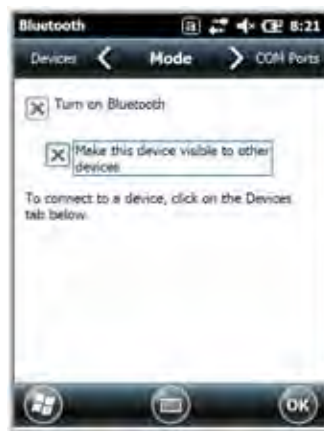 Bluetooth 8:21
Devices Mode COM Ports
Turn on Bluetooth
Make this device visible to other
devices
To connect to a device, click on the Devices
tab below.
OK